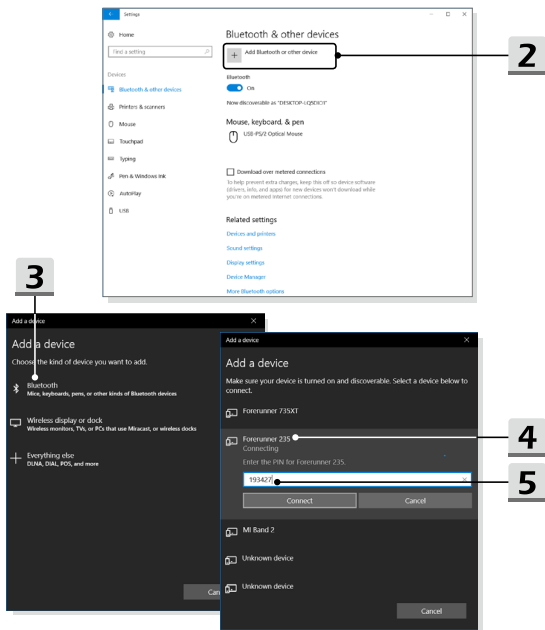 Settings
Home
Find a setting
Devices
Bluetooth & other devices
Printers & scanners
Mouse
Touchpad
Typing
Pen & Windows Ink
AutoPlay
USB
Bluetooth & other devices
Add Bluetooth or other device
Bluetooth
On
Now discoverable as
Mouse, keyboard, & pen
USB-PS/2 Optical Mouse
Download over metered connections
To help prevent extra charges, keep this off so device software
(drivers, info, and apps) for new devices won't download while
you're on metered Internet connections.
Related settings
Devices and printers
Sound settings
Display settings
Device Manager
More Bluetooth options
2
3
Add a device
Add a device
Choose the kind of device you want to add.
Bluetooth
Mice, keyboards, pens, or other kinds of Bluetooth devices
Wireless display or dock
Wireless monitors, TVs, or PCs that use Miracast, or wireless docks
Everything else
DLNA, DIAL, POS, and more
Can
Add a device
Add a device
Make sure your device is turned on and discoverable. Select a device below to
connect.
Forerunner 735XT
Forerunner 235
Connecting
Enter the PIN for Forerunner 235.
193427
Connect Cancel
MI Band 2
Unknown device
Unknown device
Cancel
4
5